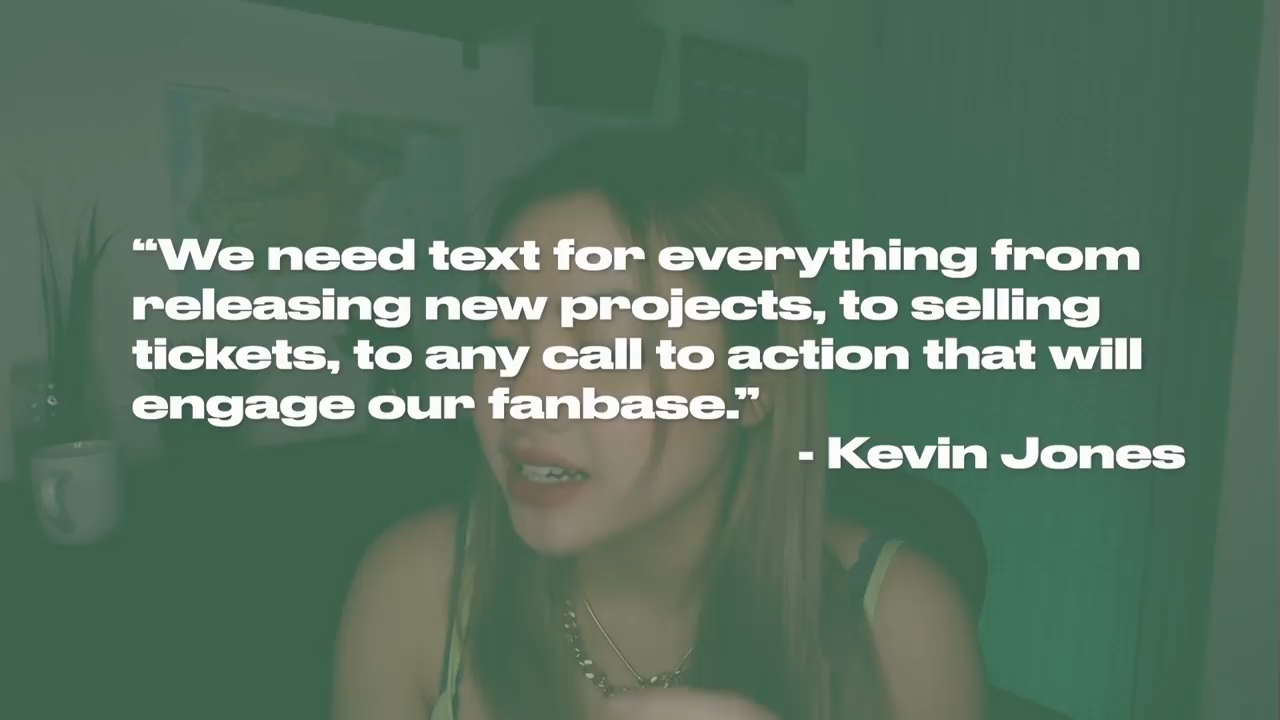 “We need text for everything from
releasing new projects, to selling
tickets, to any call to action that will
engage our fanbase.”
- Kevin Jones